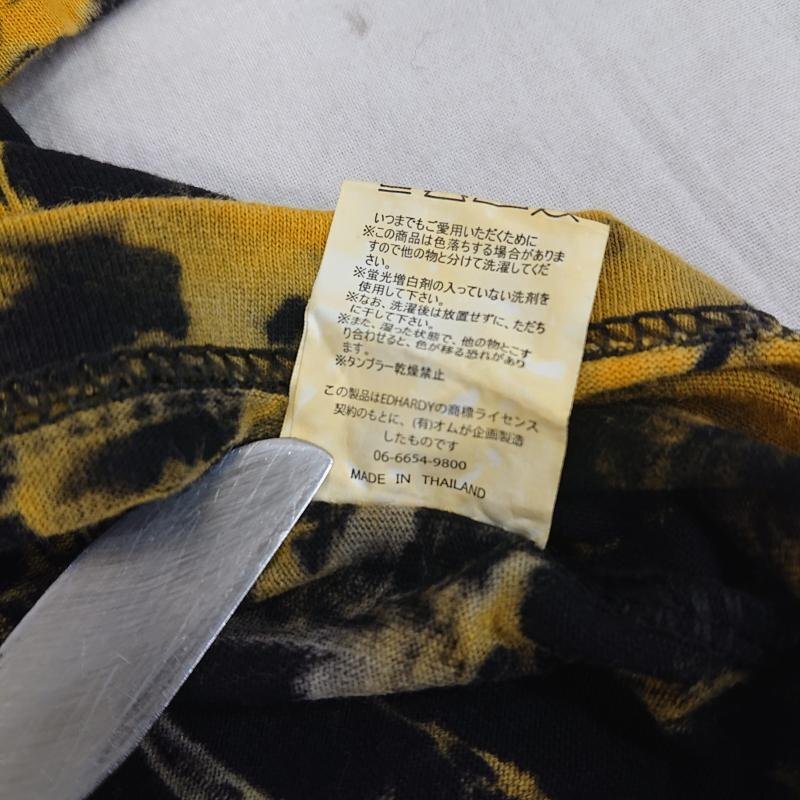 いつまでもご愛用いただくために
※この商品は色落ちする場合がありま
すので他の物と分けて洗濯してくだ
さい。
※蛍光増白剤の入っていない洗剤を
使用して下さい。
※なお、洗濯後は放置せずに、ただち
に干して下さい。
※また、湿った状態で、他の物とこす
り合わせると、色が移る恐れがあり
ます。
※タンブラー乾燥禁止
この製品はEDHARDYの商標ライセンス
契約のもとに、(有)オムが企画製造
したものです
06-6654-9800
MADE IN THAILAND